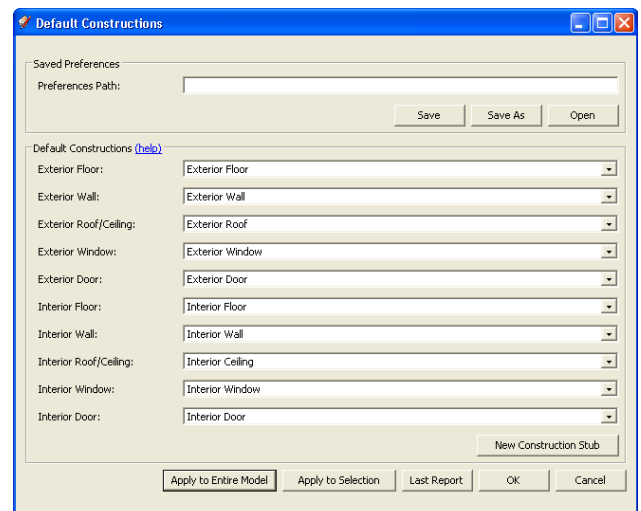 Default Constructions
Saved Preferences
Preferences Path:
Save Save As Open
Default Constructions (help)
Exterior Floor: Exterior Floor
Exterior Wall: Exterior Wall
Exterior Roof/Ceiling: Exterior Roof
Exterior Window: Exterior Window
Exterior Door: Exterior Door
Interior Floor: Interior Floor
Interior Wall: Interior Wall
Interior Roof/Ceiling: Interior Ceiling
Interior Window: Interior Window
Interior Door: Interior Door
New Construction Stub
Apply to Entire Model Apply to Selection Last Report OK Cancel